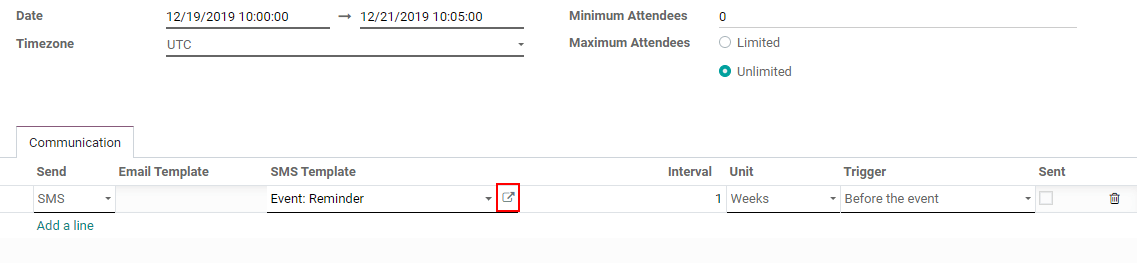 Date 12/19/2019 10:00:00 → 12/21/2019 10:05:00 Minimum Attendees 0
Timezone UTC Maximum Attendees Limited
Unlimited
Communication
Send Email Template SMS Template Interval Unit Trigger Sent
SMS Event: Reminder 1 Weeks Before the event
Add a line